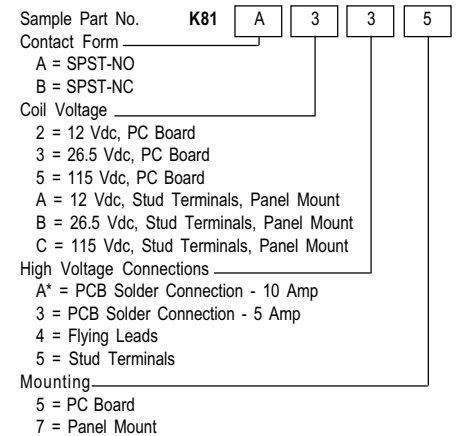 Sample Part No. K81 A 3 3 5
Contact Form
A = SPST-NO
B = SPST-NC
Coil Voltage
2 = 12 Vdc, PC Board
3 = 26.5 Vdc, PC Board
5 = 115 Vdc, PC Board
A = 12 Vdc, Stud Terminals, Panel Mount
B = 26.5 Vdc, Stud Terminals, Panel Mount
C = 115 Vdc, Stud Terminals, Panel Mount
High Voltage Connections
A* = PCB Solder Connection - 10 Amp
3 = PCB Solder Connection - 5 Amp
4 = Flying Leads
5 = Stud Terminals
Mounting
5 = PC Board
7 = Panel Mount